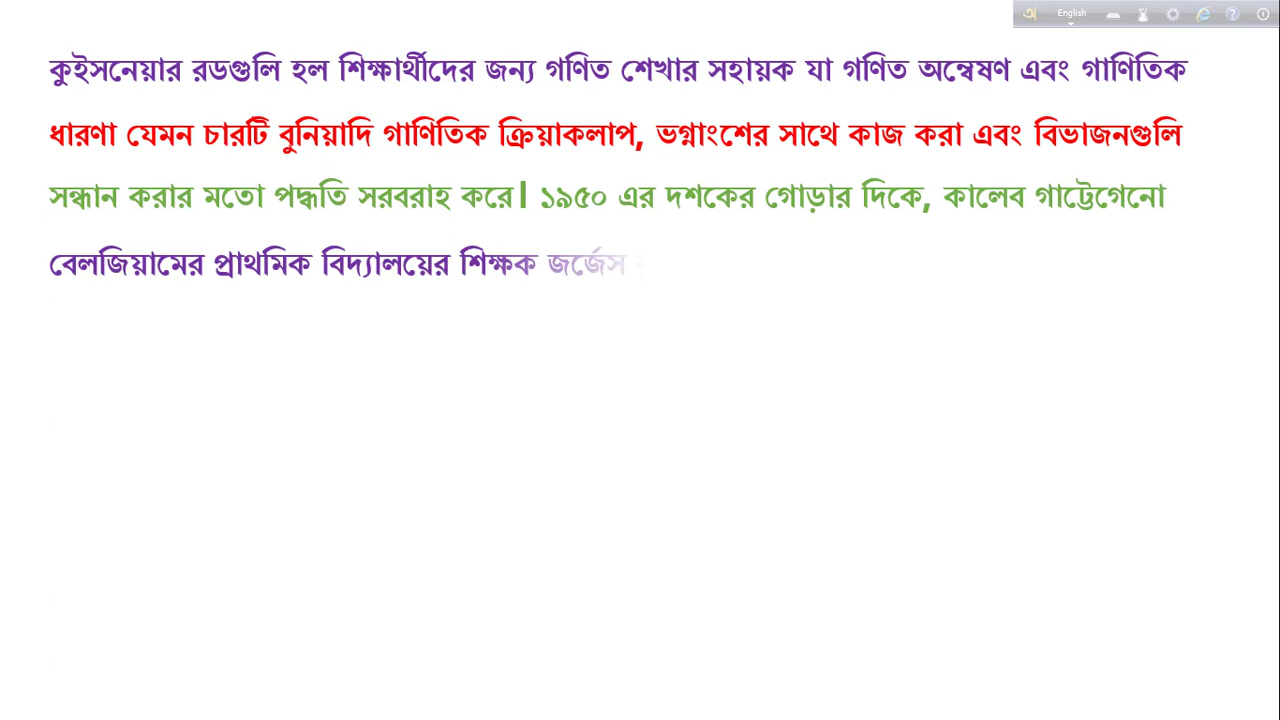 English
কুইসনেয়ার রডগুলি হল শিক্ষার্থীদের জন্য গণিত শেখার সহায়ক যা গণিত অন্বেষণ এবং গাণিতিক
ধারণা যেমন চারটি বুনিয়াদি গাণিতিক ক্রিয়াকলাপ, ভগ্নাংশের সাথে কাজ করা এবং বিভাজনগুলি
সন্ধান করার মতো পদ্ধতি সরবরাহ করে। ১৯৫০ এর দশকের গোড়ার দিকে, কালেব গাট্টেগেনো
বেলজিয়ামের প্রাথমিক বিদ্যালয়ের শিক্ষক জর্জেস